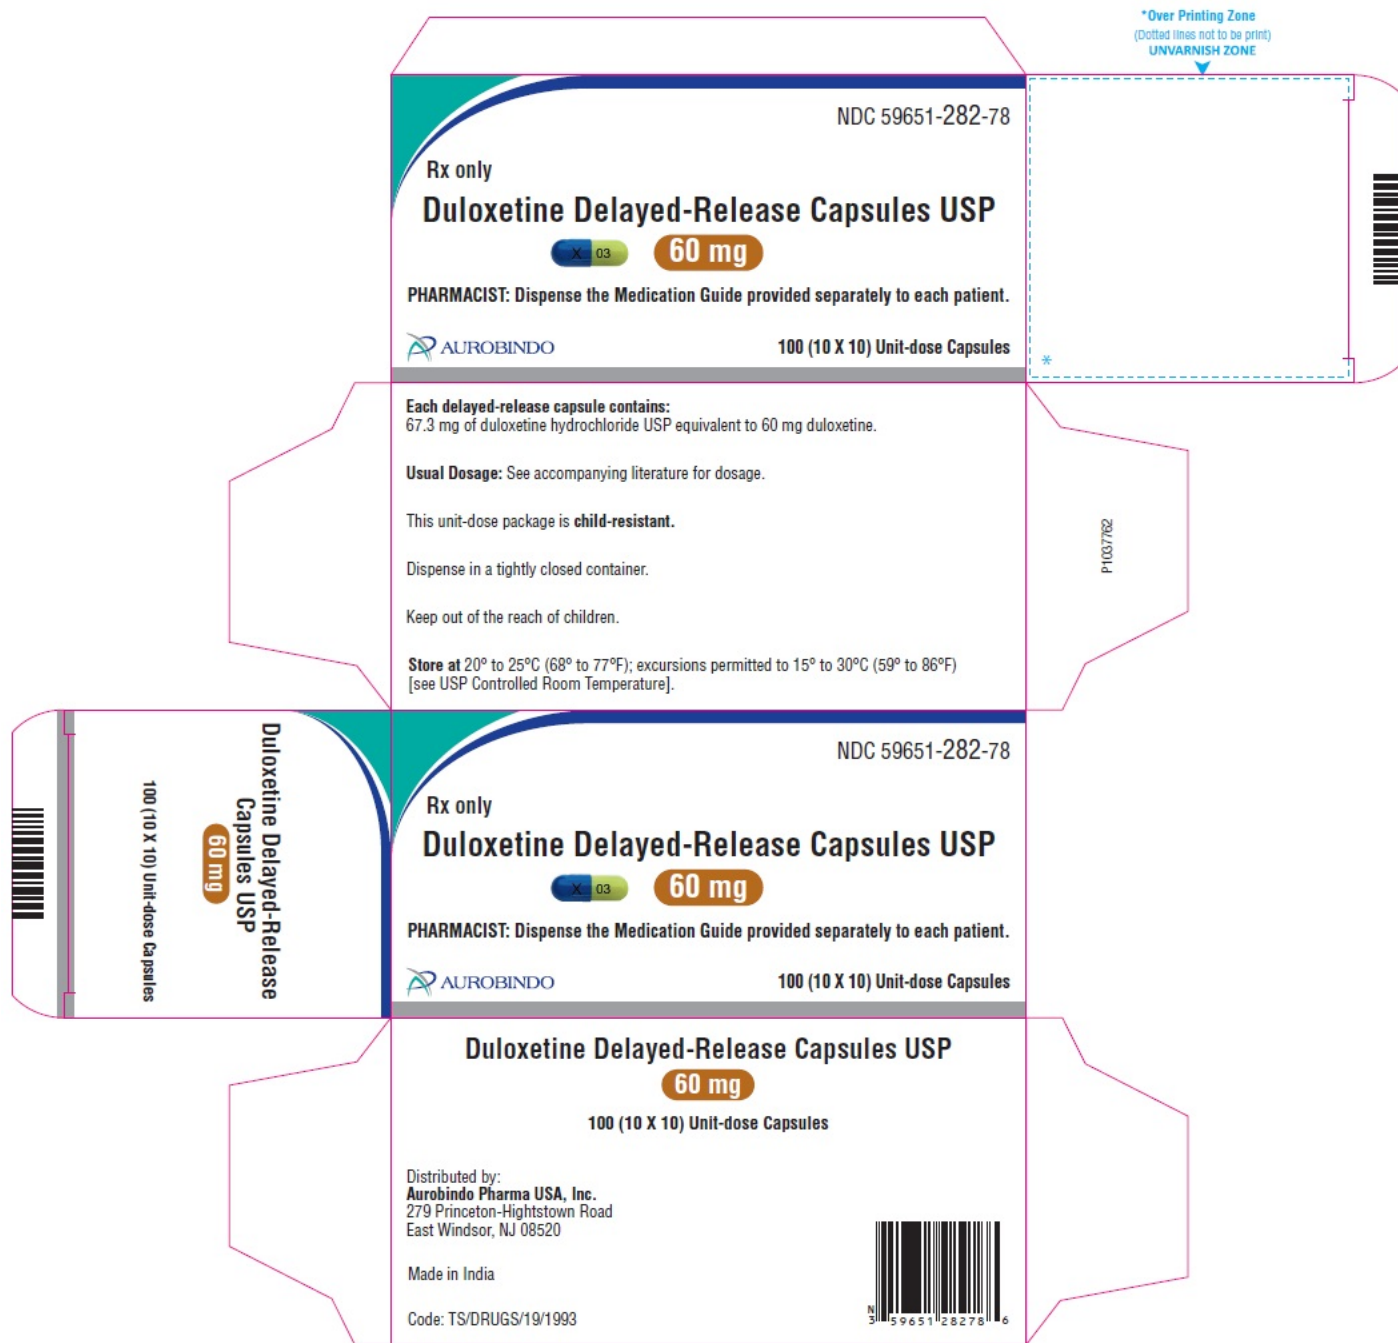 *Over Printing Zone
(Dotted lines not to be print)
UNVARNISH ZONE
NDC 59651-282-78
Rx only
Duloxetine Delayed-Release Capsules USP
X 03
60 mg
PHARMACIST: Dispense the Medication Guide provided separately to each patient.
AUROBINDO
100 (10 X 10) Unit-dose Capsules
*
Each delayed-release capsule contains:
67.3 mg of duloxetine hydrochloride USP equivalent to 60 mg duloxetine.
Usual Dosage: See accompanying literature for dosage.
This unit-dose package is child-resistant.
Dispense in a tightly closed container.
Keep out of the reach of children.
Store at 20º to 25ºC (68º to 77ºF); excursions permitted to 15º to 30ºC (59º to 86ºF)
[see USP Controlled Room Temperature].
P1037762
Duloxetine Delayed-Release
Capsules USP
60 mg
100 (10 X 10) Unit-dose Capsules
NDC 59651-282-78
Rx only
Duloxetine Delayed-Release Capsules USP
X 03
60 mg
PHARMACIST: Dispense the Medication Guide provided separately to each patient.
AUROBINDO
100 (10 X 10) Unit-dose Capsules
Duloxetine Delayed-Release Capsules USP
60 mg
100 (10 X 10) Unit-dose Capsules
Distributed by:
Aurobindo Pharma USA, Inc.
279 Princeton-Hightstown Road
East Windsor, NJ 08520
Made in India
Code: TS/DRUGS/19/1993
N
3 59651 28278 6